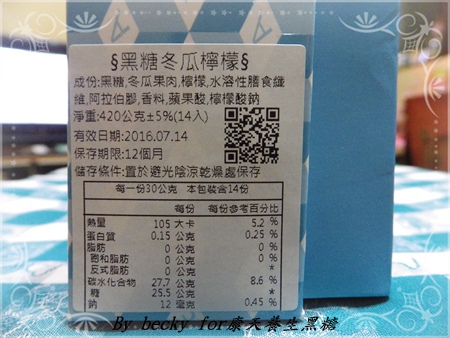 §黑糖冬瓜檸檬§
成份:黑糖,冬瓜果肉,檸檬,水溶性膳食纖
維,阿拉伯膠,香料,蘋果酸,檸檬酸鈉
淨重:420公克±5%(14入)
有效日期:2016.07.14
保存期限:12個月
儲存條件:置於避光陰涼乾燥處保存
每一份30公克 本包裝含14份
每份 每份參考百分比
熱量 105 大卡 5.2 %
蛋白質 0.15 公克 0.25 %
脂肪 0 公克 0 %
飽和脂肪 0 公克 0 %
反式脂肪 0 公克 *
碳水化合物 27.7 公克 8.6 %
糖 25.5 公克 *
鈉 12 毫克 0.45 %
By becky for康天養生黑糖